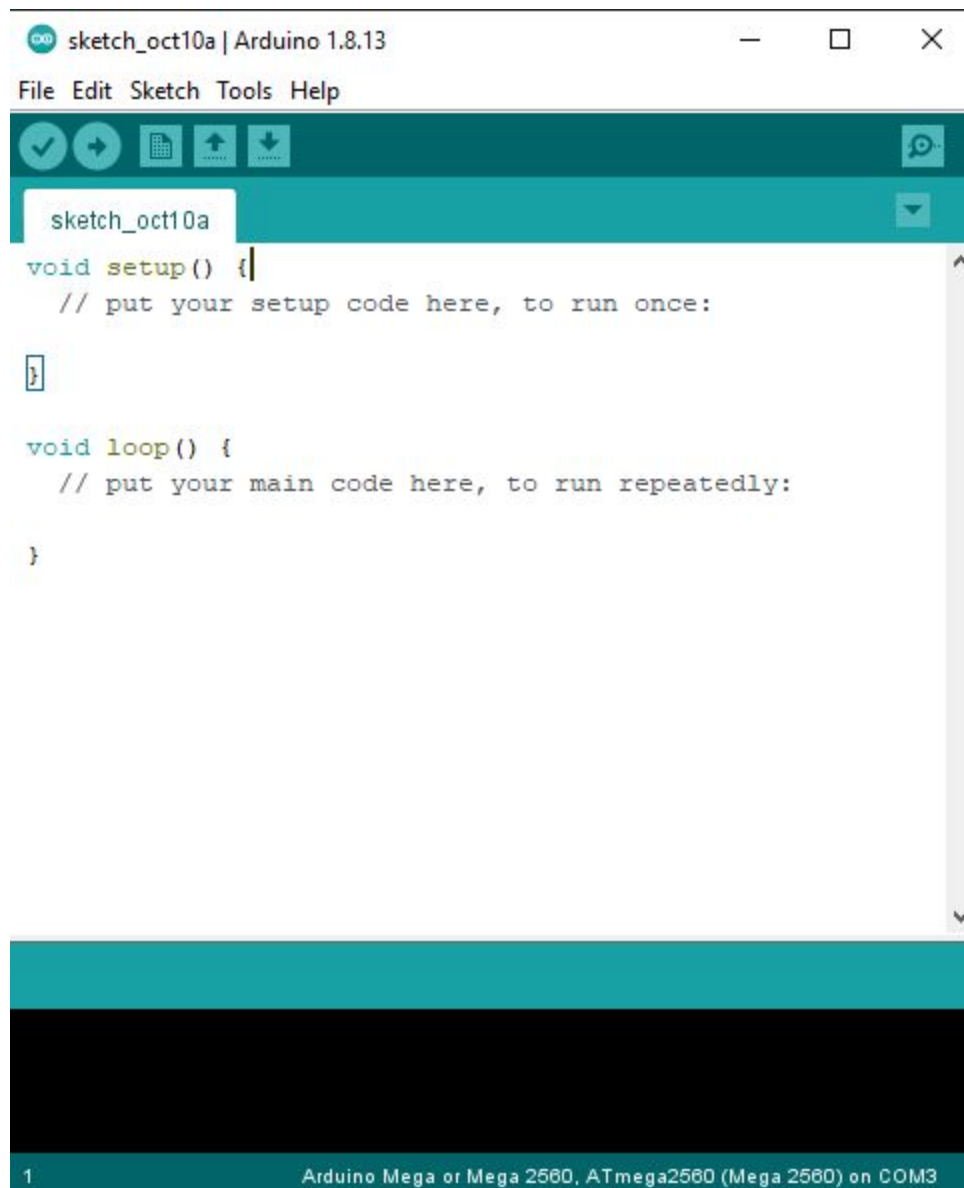 sketch_oct10a | Arduino 1.8.13
File Edit Sketch Tools Help
sketch_oct10a
void setup() {
  // put your setup code here, to run once:
}
void loop() {
  // put your main code here, to run repeatedly:
}
1 Arduino Mega or Mega 2560, ATmega2560 (Mega 2560) on COM3